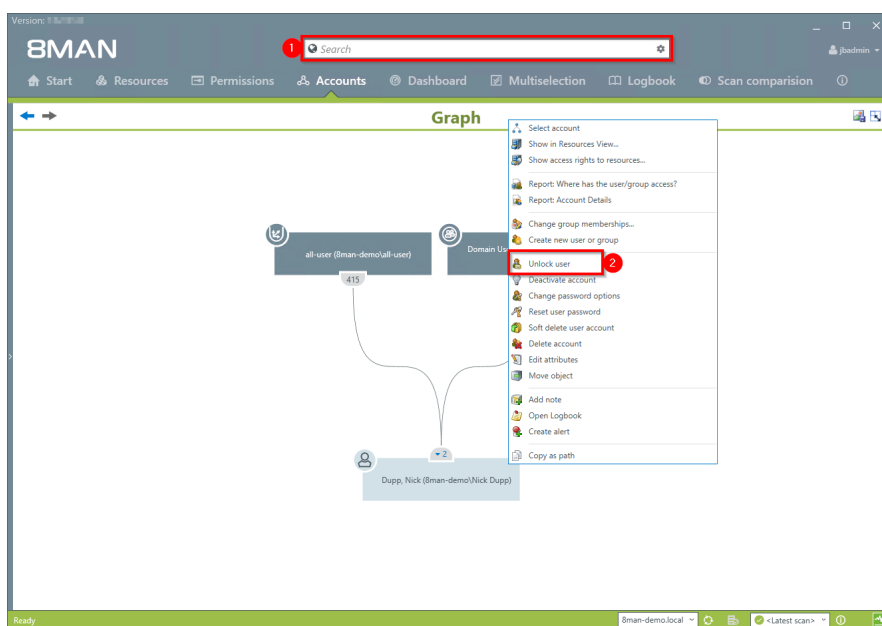 Version:
8MAN
1
Search
jbadmin
Start
Resources
Permissions
Accounts
Dashboard
Multiselection
Logbook
Scan comparision
Graph
Select account
Show in Resources View...
Show access rights to resources...
Report: Where has the user/group access?
Report: Account Details
Change group memberships...
Create new user or group
Unlock user
2
Deactivate account
Change password options
Reset user password
Soft delete user account
Delete account
Edit attributes
Move object
Add note
Open Logbook
Create alert
Copy as path
all-user (8man-demo\all-user)
Domain Us
415
2
Dupp, Nick (8man-demo\Nick Dupp)
Ready
8man-demo.local
<Latest scan>